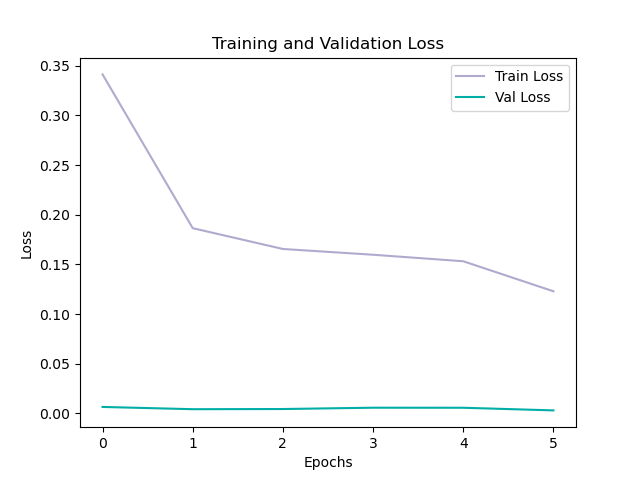 Training and Validation Loss
Train Loss
Val Loss
Loss
0.35
0.30
0.25
0.20
0.15
0.10
0.05
0.00
0 1 2 3 4 5
Epochs